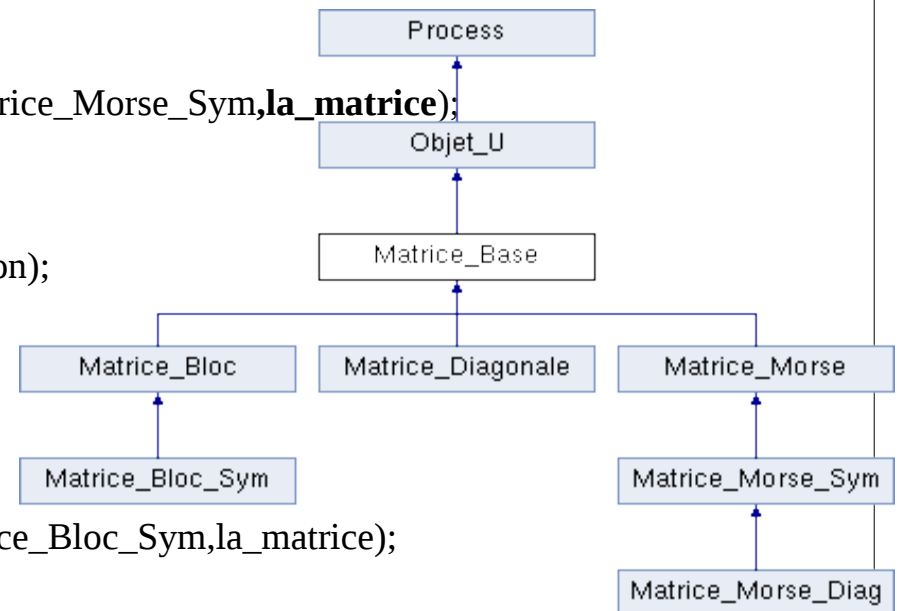 Process
rice_Morse_Sym,la_matrice);
Objet_U
on);
Matrice_Base
Matrice_Bloc
Matrice_Diagonale
Matrice_Morse
Matrice_Bloc_Sym
Matrice_Morse_Sym
ce_Bloc_Sym,la_matrice);
Matrice_Morse_Diag